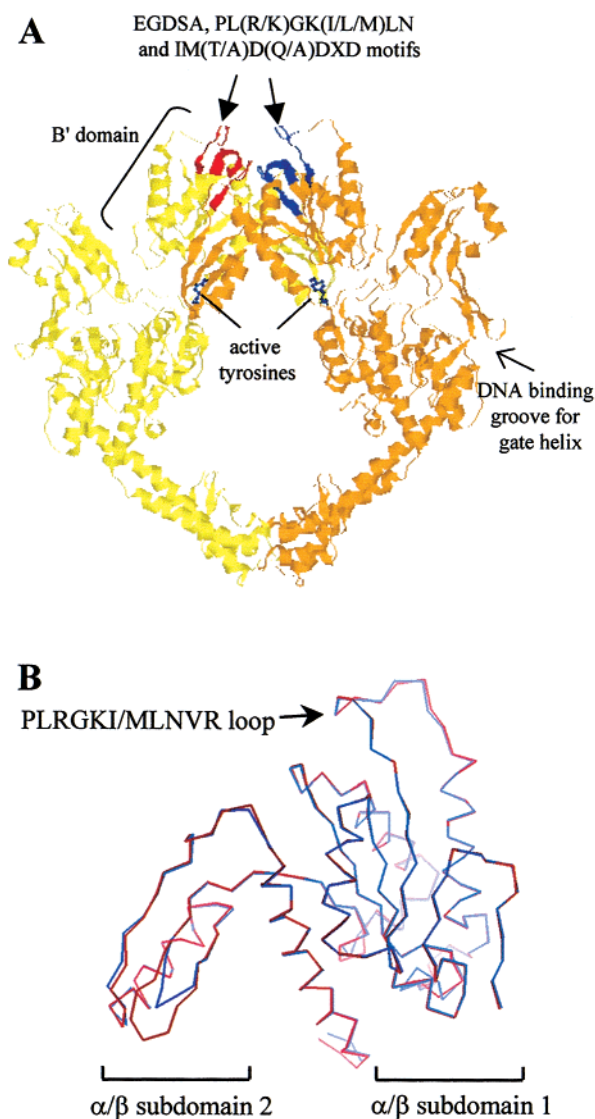 A
EGDSA, PL(R/K)GK(I/L/M)LN
and IM(T/A)D(Q/A)DXD motifs
B' domain
active
tyrosines
DNA binding
groove for
gate helix
B
PLRGKI/MLNVR loop
α/β subdomain 2
α/β subdomain 1